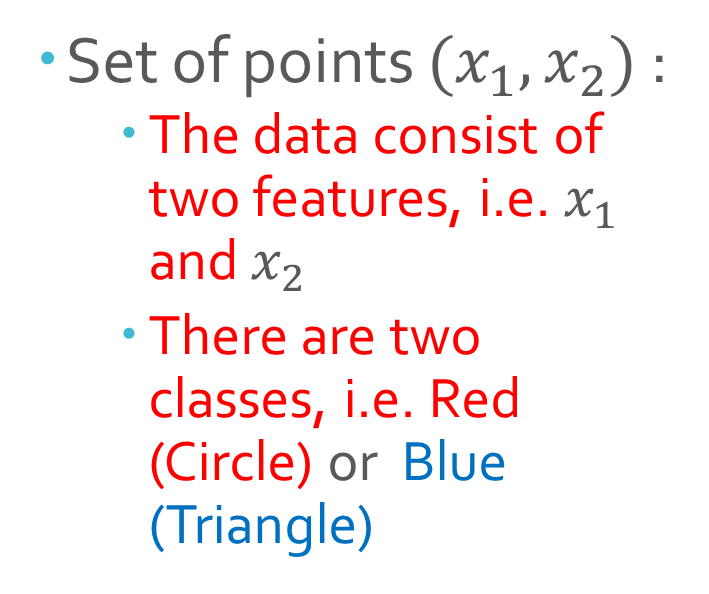 • Set of points (𝑥₁, 𝑥₂) :
• The data consist of
two features, i.e. 𝑥₁
and 𝑥₂
• There are two
classes, i.e. Red
(Circle) or Blue
(Triangle)